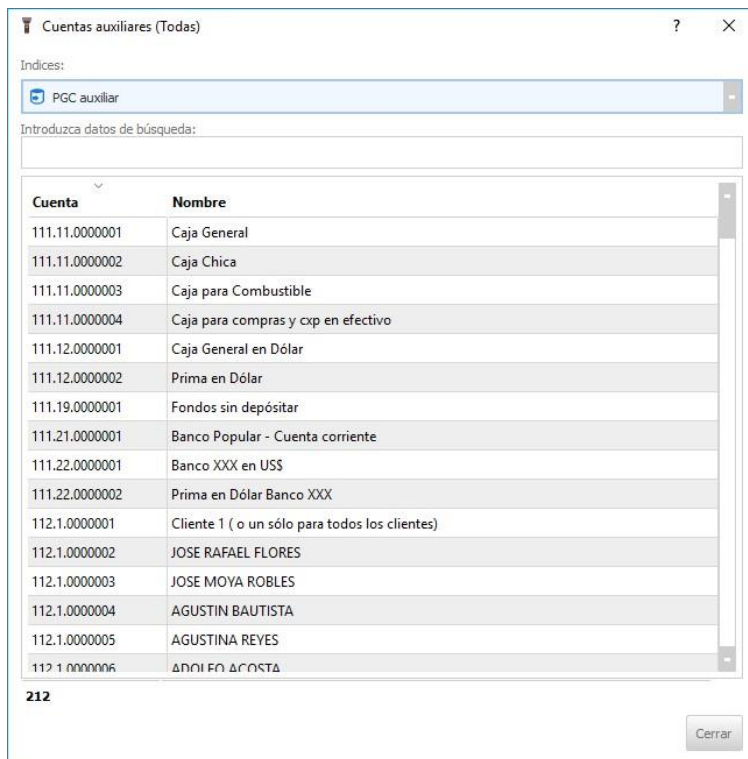 Cuentas auxiliares (Todas) ? X
Indices:
PGC auxiliar
Introduzca datos de búsqueda:
Cuenta Nombre
111.11.0000001 Caja General
111.11.0000002 Caja Chica
111.11.0000003 Caja para Combustible
111.11.0000004 Caja para compras y cxp en efectivo
111.12.0000001 Caja General en Dólar
111.12.0000002 Prima en Dólar
111.19.0000001 Fondos sin depósitar
111.21.0000001 Banco Popular - Cuenta corriente
111.22.0000001 Banco XXX en US$
111.22.0000002 Prima en Dólar Banco XXX
112.1.0000001 Cliente 1 ( o un sólo para todos los clientes)
112.1.0000002 JOSE RAFAEL FLORES
112.1.0000003 JOSE MOYA ROBLES
112.1.0000004 AGUSTIN BAUTISTA
112.1.0000005 AGUSTINA REYES
112.1.0000006 ADOLFO ACOSTA
212
Cerrar